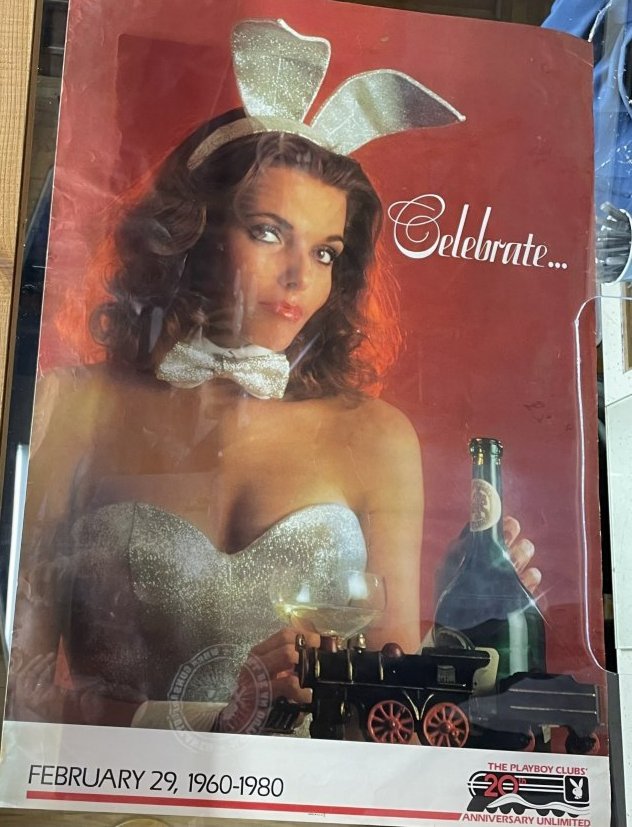 Celebrate...
FEBRUARY 29, 1960-1980
THE PLAYBOY CLUBS'
20th
ANNIVERSARY UNLIMITED